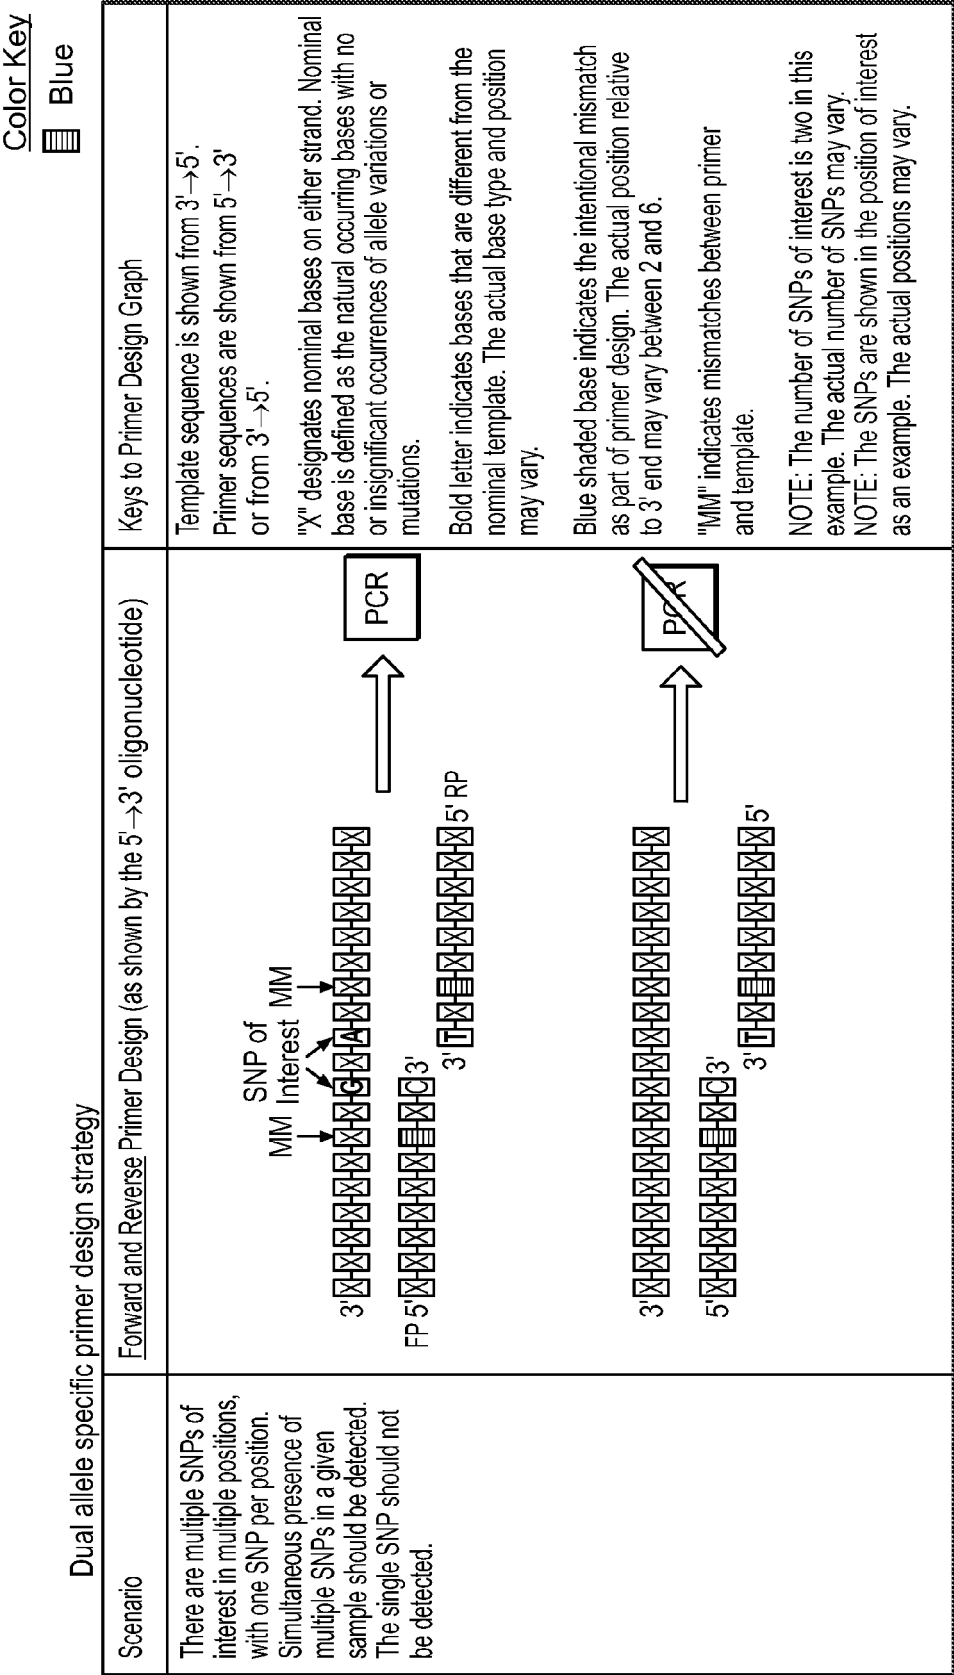 Color Key
Blue
Dual allele specific primer design strategy
Scenario
Forward and Reverse Primer Design (as shown by the 5'→3' oligonucleotide)
Keys to Primer Design Graph
There are multiple SNPs of
interest in multiple positions,
with one SNP per position.
Simultaneous presence of
multiple SNPs in a given
sample should be detected.
The single SNP should not
be detected.
SNP of
Interest
MM
MM
3' X X X X X X X X G X A X X X X X X X X
FP 5' X X X X X X X C 3'
3' T X X X X X X X 5' RP
PCR
3' X X X X X X X X X X X X X X X X X X X
5' X X X X X X X C 3'
3' T X X X X X X X 5'
PCR
Template sequence is shown from 3'→5'.
Primer sequences are shown from 5'→3'
or from 3'→5'.
"X" designates nominal bases on either strand. Nominal
base is defined as the natural occurring bases with no
or insignificant occurrences of allele variations or
mutations.
Bold letter indicates bases that are different from the
nominal template. The actual base type and position
may vary.
Blue shaded base indicates the intentional mismatch
as part of primer design. The actual position relative
to 3' end may vary between 2 and 6.
"MM" indicates mismatches between primer
and template.
NOTE: The number of SNPs of interest is two in this
example. The actual number of SNPs may vary.
NOTE: The SNPs are shown in the position of interest
as an example. The actual positions may vary.